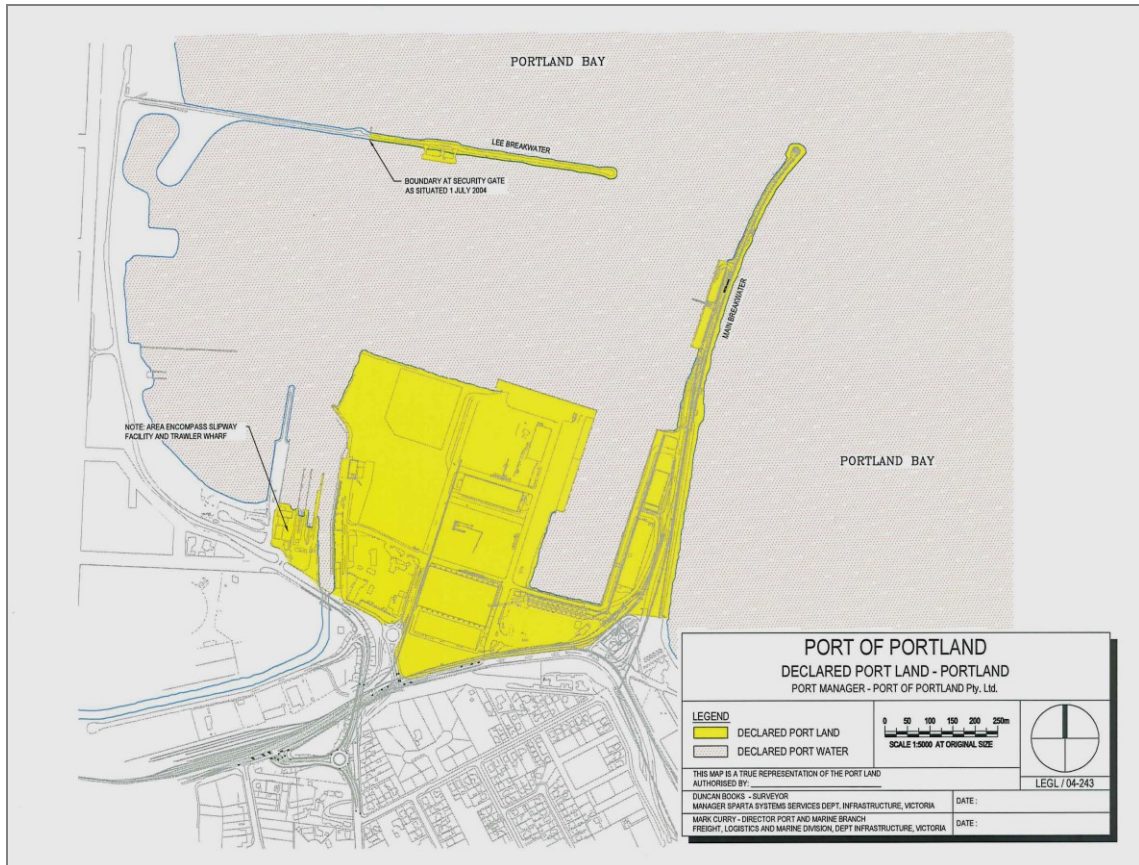 PORTLAND BAY
LEE BREAKWATER
BOUNDARY AT SECURITY GATE
AS SITUATED 1 JULY 2004
MAIN BREAKWATER
NOTE: AREA ENCOMPASS SLIPWAY
FACILITY AND TRAWLER WHARF
PORTLAND BAY
PORT OF PORTLAND
DECLARED PORT LAND - PORTLAND
PORT MANAGER - PORT OF PORTLAND Pty. Ltd.
LEGEND
DECLARED PORT LAND
DECLARED PORT WATER
0 50 100 150 200 250m
SCALE 1:5000 AT ORIGINAL SIZE
THIS MAP IS A TRUE REPRESENTATION OF THE PORT LAND
AUTHORISED BY:
LEGL / 04-243
DUNCAN BOOKS - SURVEYOR
MANAGER SPARTA SYSTEMS SERVICES DEPT. INFRASTRUCTURE, VICTORIA
DATE :
MARK CURRY - DIRECTOR PORT AND MARINE BRANCH
FREIGHT, LOGISTICS AND MARINE DIVISION, DEPT INFRASTRUCTURE, VICTORIA
DATE :